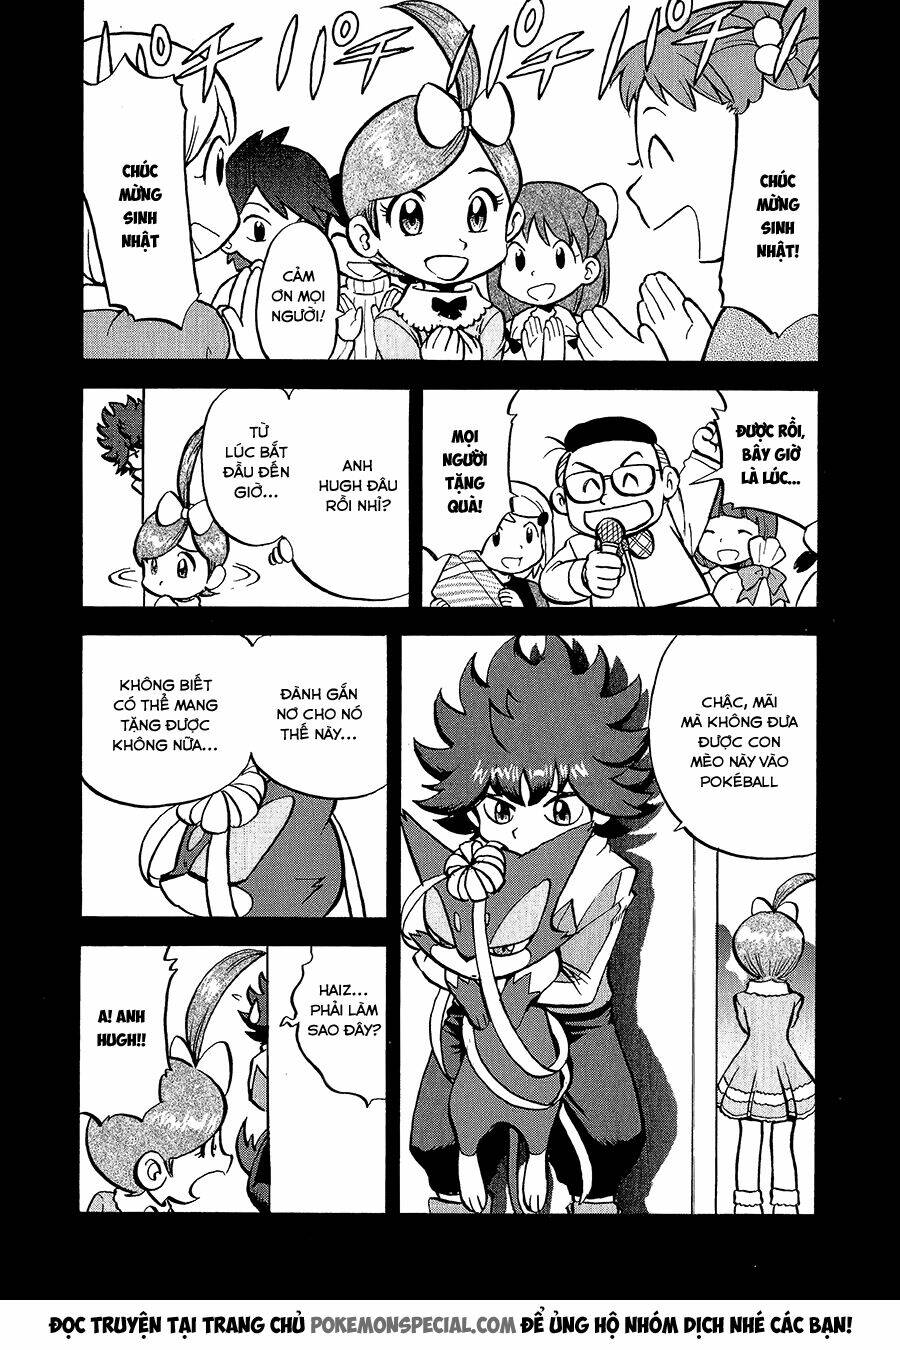 パチ パチ パチ パチ パチ
CHÚC
MỪNG
SINH
NHẬT!
CHÚC
MỪNG
SINH
NHẬT
CẢM
ƠN MỌI
NGƯỜI!
ĐƯỢC RỒI,
BÂY GIỜ
LÀ LÚC...
MỌI
NGƯỜI
TẶNG
QUÀ!
ANH
HUGH ĐÂU
RỒI NHỈ?
TỪ
LÚC BẮT
ĐẦU ĐẾN
GIỜ...
CHẬC, MÃI
MÀ KHÔNG ĐƯA
ĐƯỢC CON
MÈO NÀY VÀO
POKÉBALL
ĐÀNH GẮN
NƠ CHO NÓ
THẾ NÀY...
KHÔNG BIẾT
CÓ THỂ MANG
TẶNG ĐƯỢC
KHÔNG NỮA...
HAIZ...
PHẢI LÀM
SAO ĐÂY?
A! ANH
HUGH!!
ĐỌC TRUYỆN TẠI TRANG CHỦ POKEMONSPECIAL.COM ĐỂ ỦNG HỘ NHÓM DỊCH NHÉ CÁC BẠN!